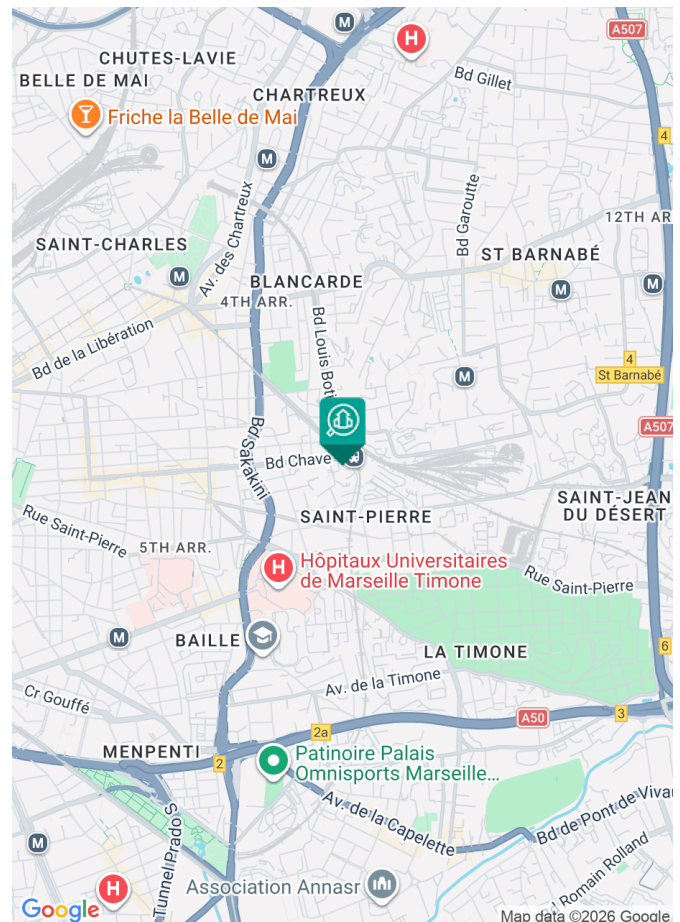 M
H
A507
CHUTES-LAVIE
Bd Gillet
BELLE DE MAI
CHARTREUX
Friche la Belle de Mai
4
M
Bd Garoutte
12TH AR
SAINT-CHARLES
Av. des Chartreux
ST BARNABÉ
M
BLANCARDE
M
M
4TH ARR.
Bd de la Libération
Bd Louis Boti
4
St Barnabé
M
A507
Bd Sakakini
Bd Chave
SAINT-JEAN
DU DÉSERT
SAINT-PIERRE
Rue Saint-Pierre
5TH ARR.
H
Hôpitaux Universitaires
de Marseille Timone
Rue Saint-Pierre
M
BAILLE
LA TIMONE
6
Av. de la Timone
Cr Gouffé
A50
3
2a
MENPENTI
2
Patinoire Palais
Omnisports Marseille...
Av. de la Capelette
S
Tunnel Prado
Bd de Pont de Vivau
M
Bd Romain Rolland
H
Association Annasr
Google
Map data ©2026 Google